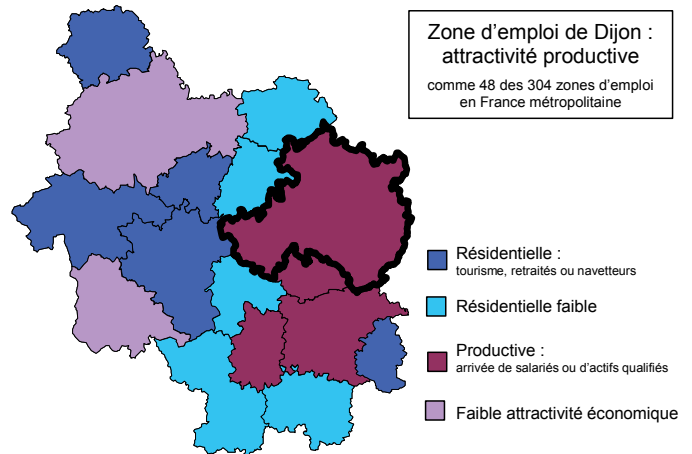 Zone d'emploi de Dijon :
attractivité productive
comme 48 des 304 zones d'emploi
en France métropolitaine
Résidentielle :
tourisme, retraités ou navetteurs
Résidentielle faible
Productive :
arrivée de salariés ou d'actifs qualifiés
Faible attractivité économique